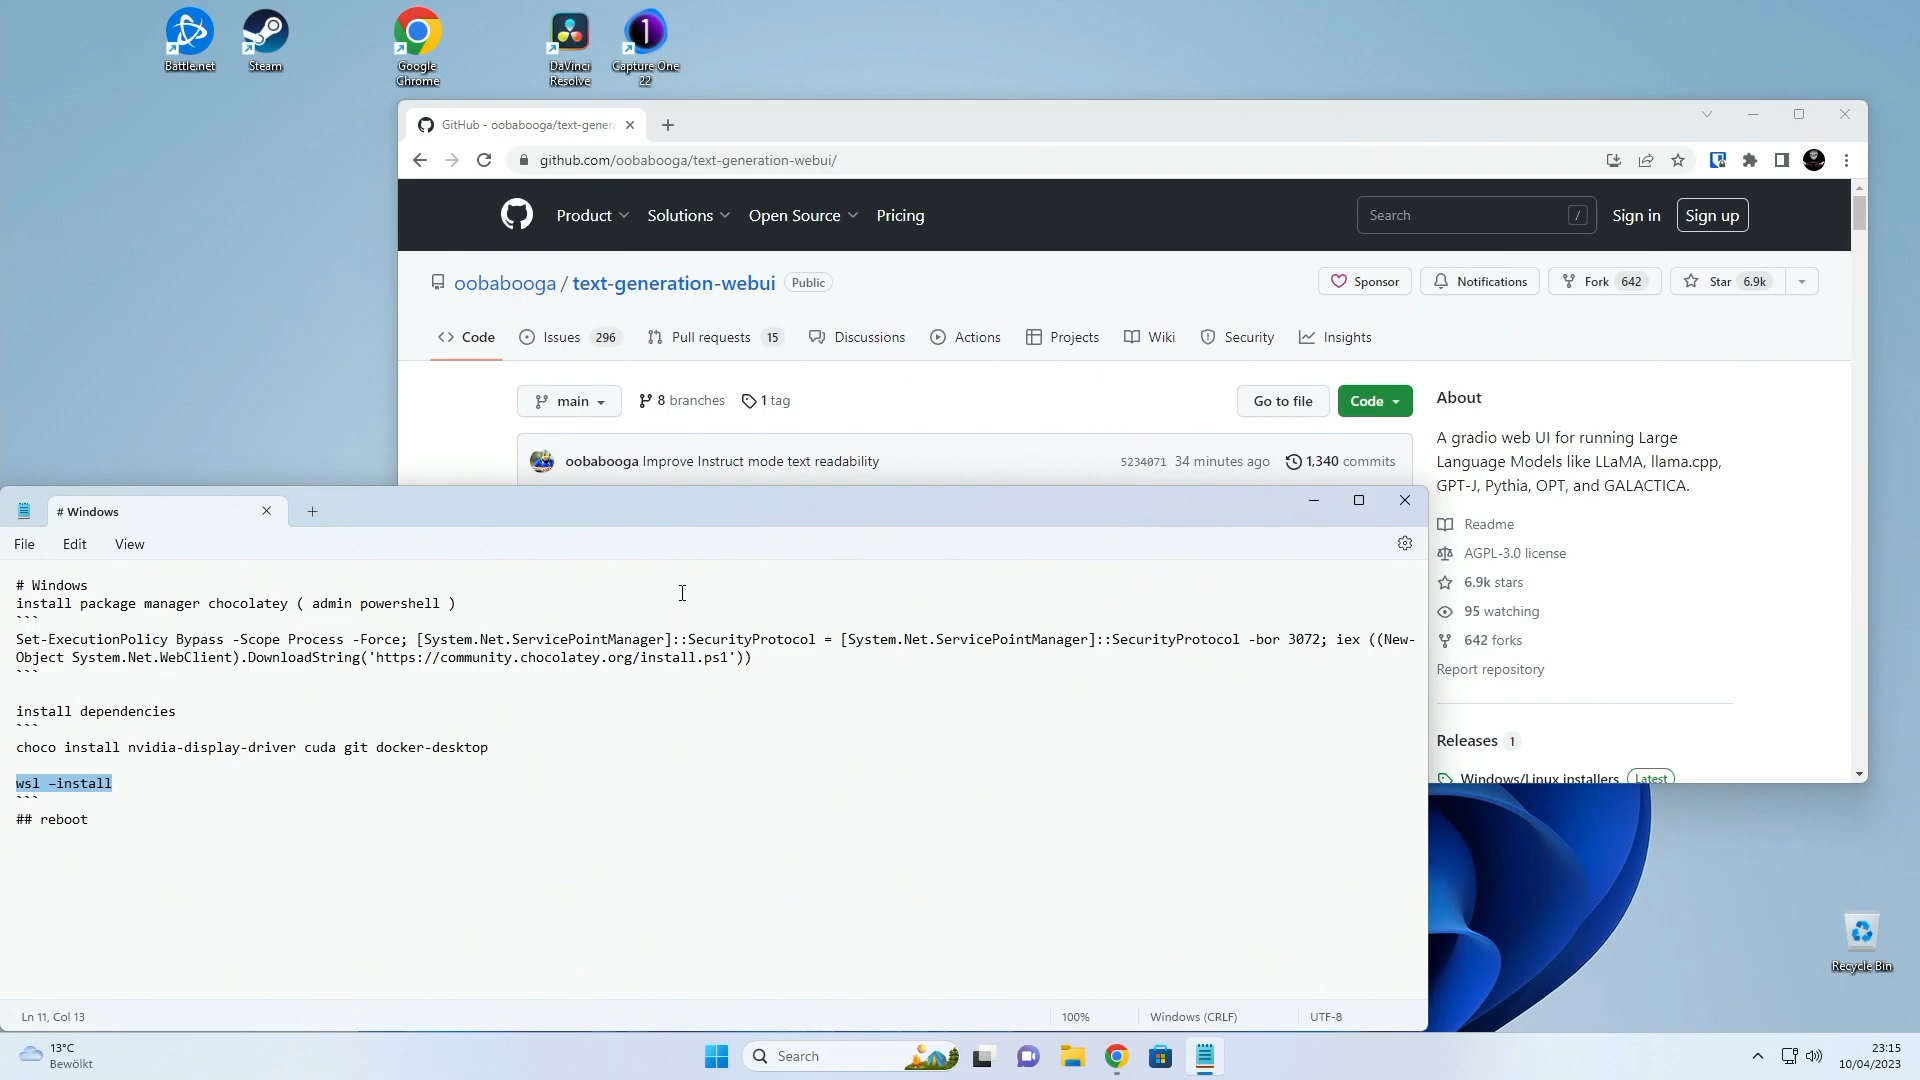 Battle.net
Steam
Google Chrome
DaVinci Resolve
Capture One 22
GitHub - oobabooga/text-genera
github.com/oobabooga/text-generation-webui/
Product
Solutions
Open Source
Pricing
Search /
Sign in
Sign up
oobabooga / text-generation-webui Public
Sponsor
Notifications
Fork 642
Star 6.9k
Code
Issues 296
Pull requests 15
Discussions
Actions
Projects
Wiki
Security
Insights
main
8 branches
1 tag
Go to file
Code
oobabooga Improve Instruct mode text readability
5234071 34 minutes ago
1,340 commits
About
A gradio web UI for running Large
Language Models like LLaMA, llama.cpp,
GPT-J, Pythia, OPT, and GALACTICA.
Readme
AGPL-3.0 license
6.9k stars
95 watching
642 forks
Report repository
Releases 1
Windows/Linux installers Latest
# Windows
File
Edit
View
# Windows
install package manager chocolatey ( admin powershell )
```
Set-ExecutionPolicy Bypass -Scope Process -Force; [System.Net.ServicePointManager]::SecurityProtocol = [System.Net.ServicePointManager]::SecurityProtocol -bor 3072; iex ((New-
Object System.Net.WebClient).DownloadString('https://community.chocolatey.org/install.ps1'))
```
install dependencies
```
choco install nvidia-display-driver cuda git docker-desktop
wsl –install
```
## reboot
Ln 11, Col 13
100%
Windows (CRLF)
UTF-8
Recycle Bin
13°C
Bewölkt
Search
23:15
10/04/2023